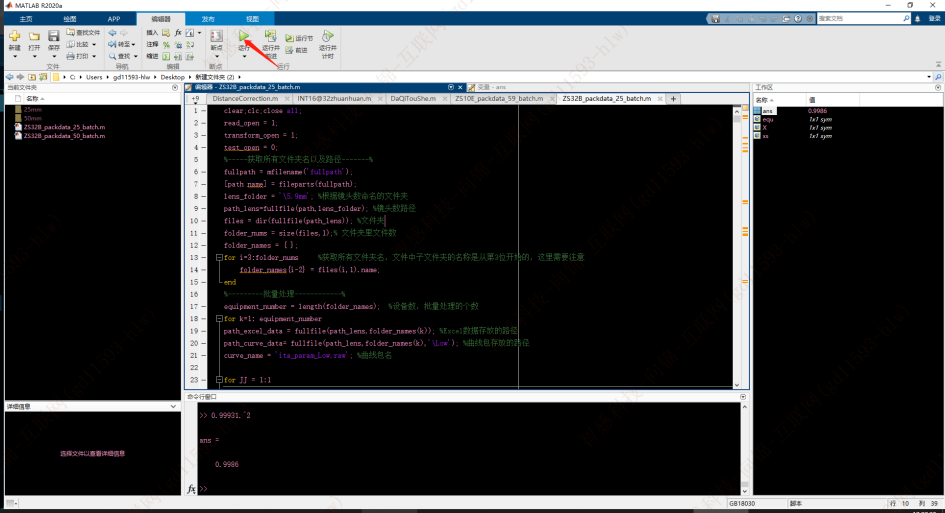 MATLAB R2020a
主页 绘图 APP 编辑器 发布 视图 搜索文档 登录
新建 打开 保存 查找文件 比较 打印 转至 查找 插入 注释 缩进 断点 运行 运行并前进 运行节 前进 运行并计时
文件 导航 编辑 断点 运行
C: Users gd11593-hlw Desktop 新建文件夹 (2)
当前文件夹
名称
25mm
50mm
ZS32B_packdata_25_batch.m
ZS32B_packdata_50_batch.m
详细信息
选择文件以查看详细信息
编辑器 - ZS32B_packdata_25_batch.m 变量 - ans
+9 DistanceCorrection.m INT16@32zhuanhuan.m DaQiTouShe.m ZS10E_packdata_59_batch.m ZS32B_packdata_25_batch.m
1 clear;clc;close all;
2 read_open = 1;
3 transform_open = 1;
4 test_open = 0;
5 %-----获取所有文件夹名以及路径-------%
6 fullpath = mfilename('fullpath');
7 [path name] = fileparts(fullpath);
8 lens_folder = '\5.9mm'; %根据镜头数命名的文件夹
9 path_lens=fullfile(path,lens_folder); %镜头数路径
10 files = dir(fullfile(path_lens)); %文件夹
11 folder_nums = size(files,1);% 文件夹里文件数
12 folder_names = {};
13 for i=3:folder_nums %获取所有文件夹名，文件中子文件夹的名称是从第3位开始的，这里需要注意
14 folder_names{i-2} = files(i,1).name;
15 end
16 %---------批量处理------------%
17 equipment_number = length(folder_names); %设备数，批量处理的个数
18 for k=1: equipment_number
19 path_excel_data = fullfile(path_lens,folder_names(k)); %Excel数据存放的路径
20 path_curve_data= fullfile(path_lens,folder_names(k),'\Low'); %曲线包存放的路径
21 curve_name = 'ita_param_Low.raw'; %曲线包名
22
23 for JJ = 1:1
命令行窗口
>> 0.99931.^2
ans =
0.9986
fx >>
工作区
名称 值
ans 0.9986
equ 1x1 sym
X 1x1 sym
xs 1x1 sym
GB18030 脚本 行 10 列 39